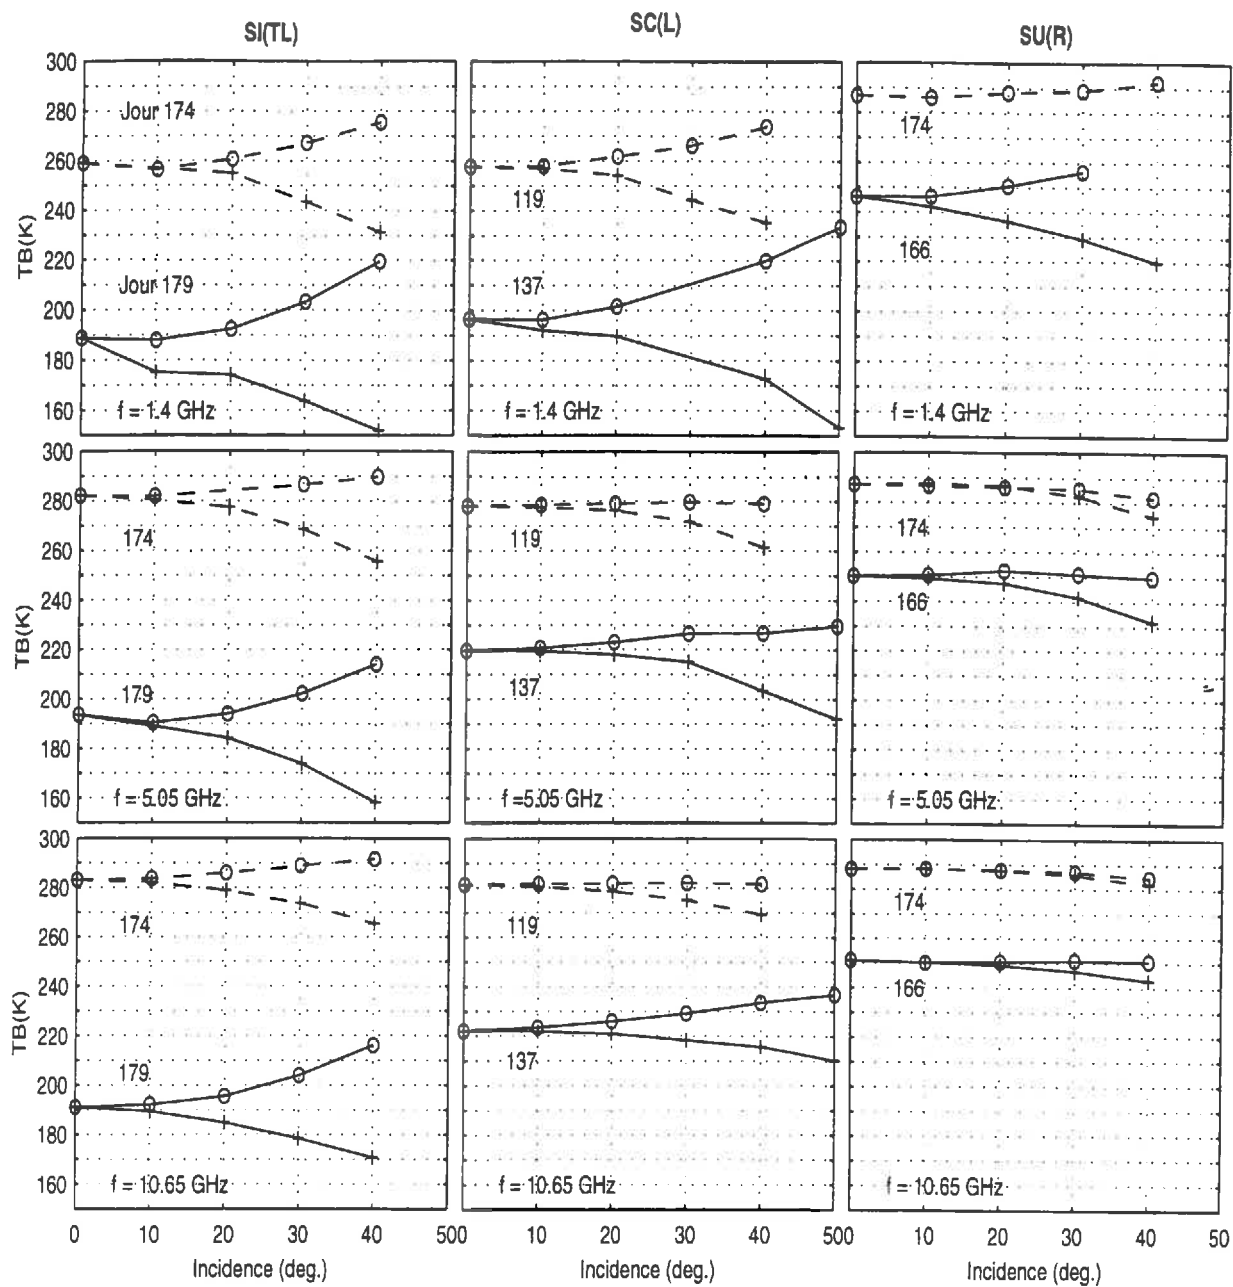 SI(TL) SC(L) SU(R)
300
280
260
240
220
200
180
160
TB(K)
Jour 174
Jour 179
f = 1.4 GHz
119
137
f = 1.4 GHz
174
166
f = 1.4 GHz
300
280
260
240
220
200
180
160
TB(K)
174
179
f = 5.05 GHz
119
137
f =5.05 GHz
174
166
f = 5.05 GHz
300
280
260
240
220
200
180
160
TB(K)
174
179
f = 10.65 GHz
119
137
f = 10.65 GHz
174
166
f = 10.65 GHz
0 10 20 30 40 500 10 20 30 40 500 10 20 30 40 50
Incidence (deg.) Incidence (deg.) Incidence (deg.)